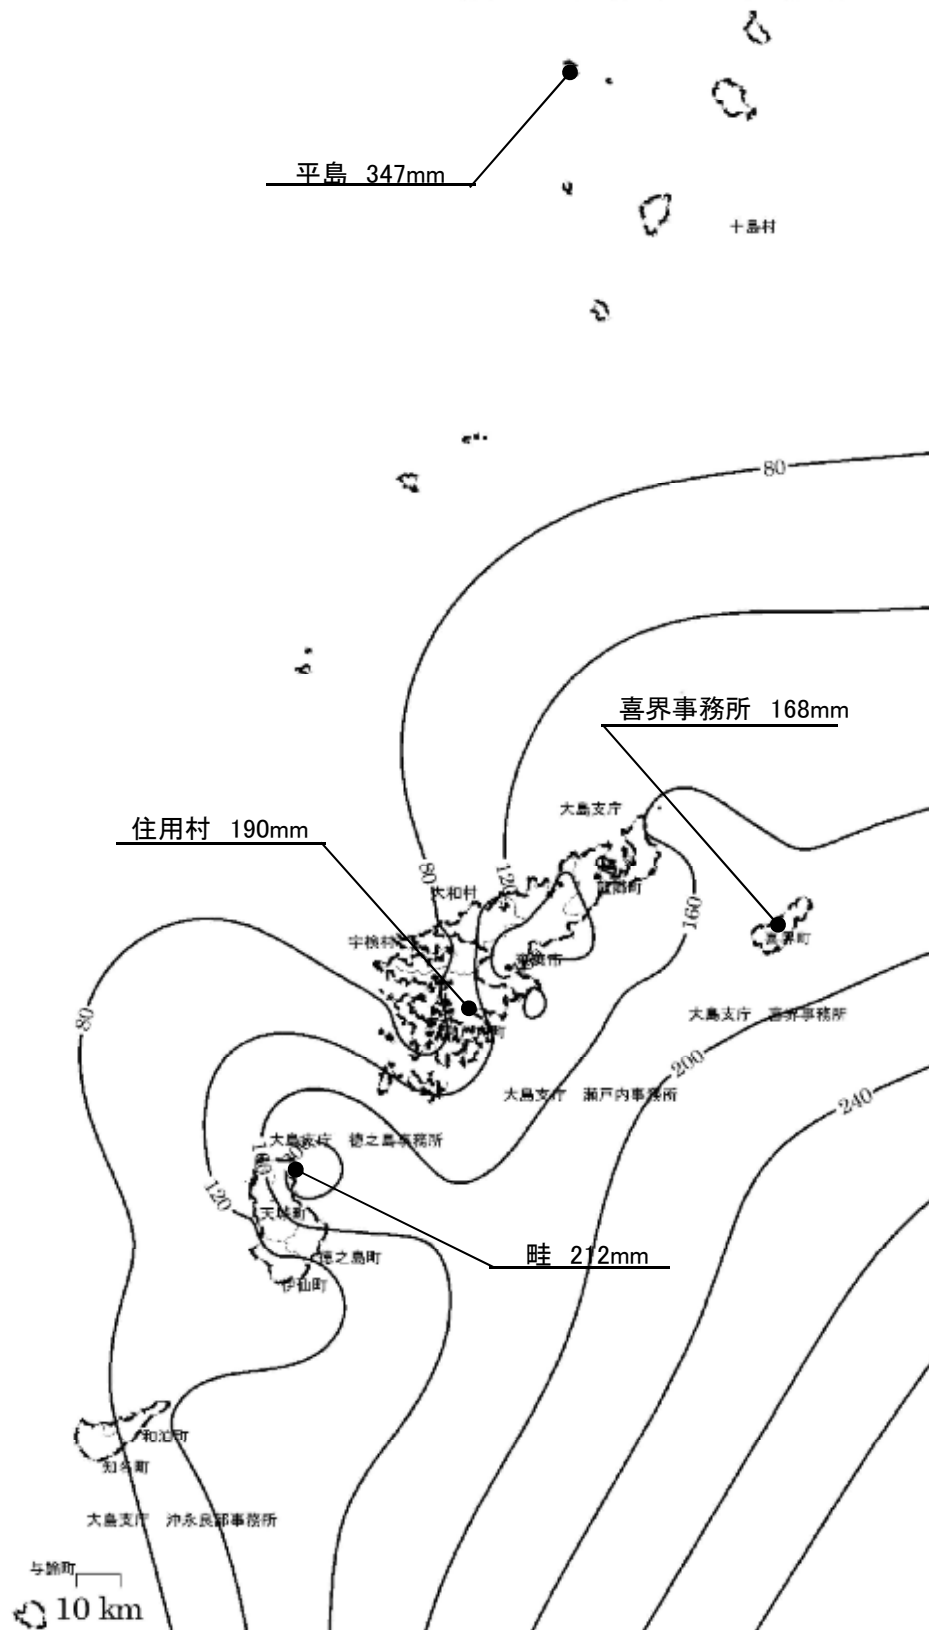 平島 347mm
十島村
80
喜界事務所 168mm
大島支庁
住用村 190mm
80
120
大和村
龍郷町
160
宇検村
喜界町
大島支庁 喜界事務所
80
200
大島支庁 瀬戸内事務所
240
大島支庁 徳之島事務所
160
120
天城町
徳之島町
畦 212mm
伊仙町
和泊町
知名町
大島支庁 沖永良部事務所
与論町
10 km